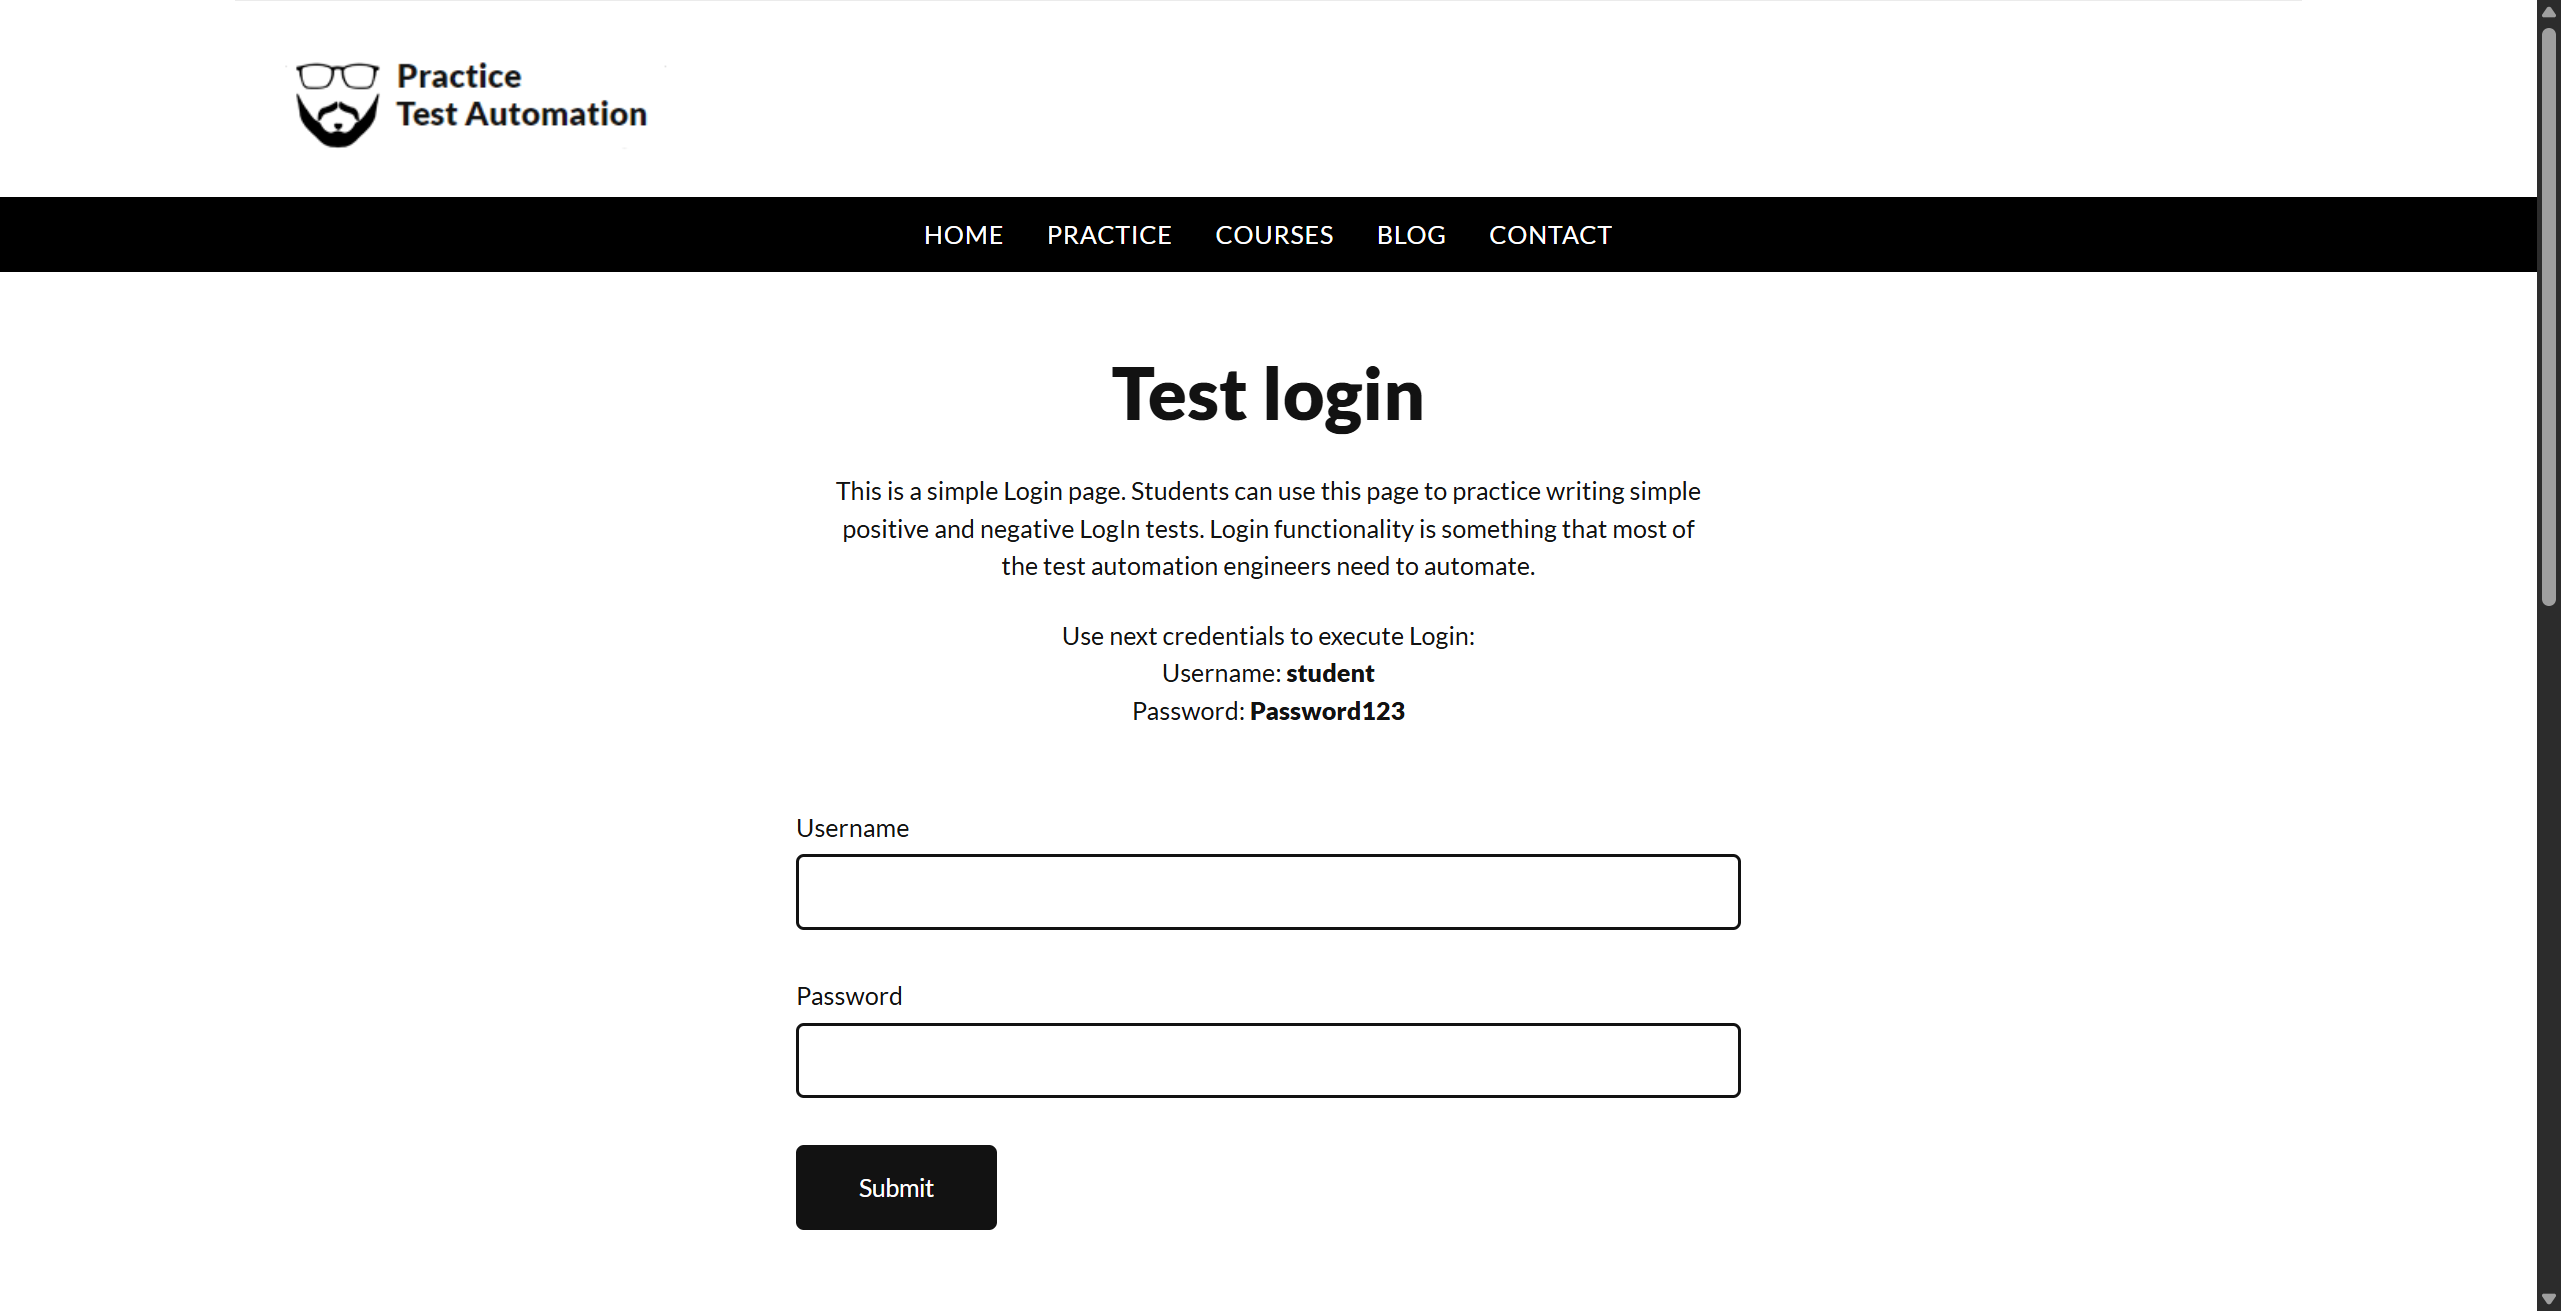 Practice
Test Automation
HOME PRACTICE COURSES BLOG CONTACT
Test login
This is a simple Login page. Students can use this page to practice writing simple
positive and negative LogIn tests. Login functionality is something that most of
the test automation engineers need to automate.
Use next credentials to execute Login:
Username: student
Password: Password123
Username
Password
Submit